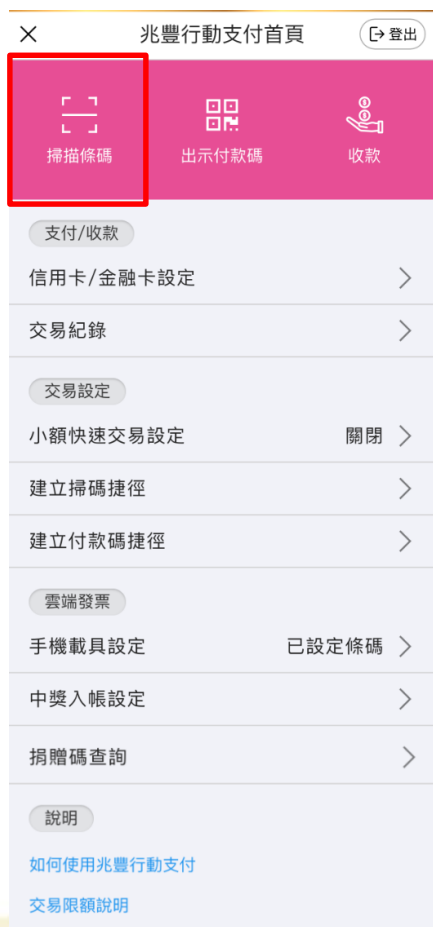 兆豐行動支付首頁
登出
掃描條碼
出示付款碼
收款
支付/收款
信用卡/金融卡設定
交易紀錄
交易設定
小額快速交易設定 關閉
建立掃碼捷徑
建立付款碼捷徑
雲端發票
手機載具設定 已設定條碼
中獎入帳設定
捐贈碼查詢
說明
如何使用兆豐行動支付
交易限額說明